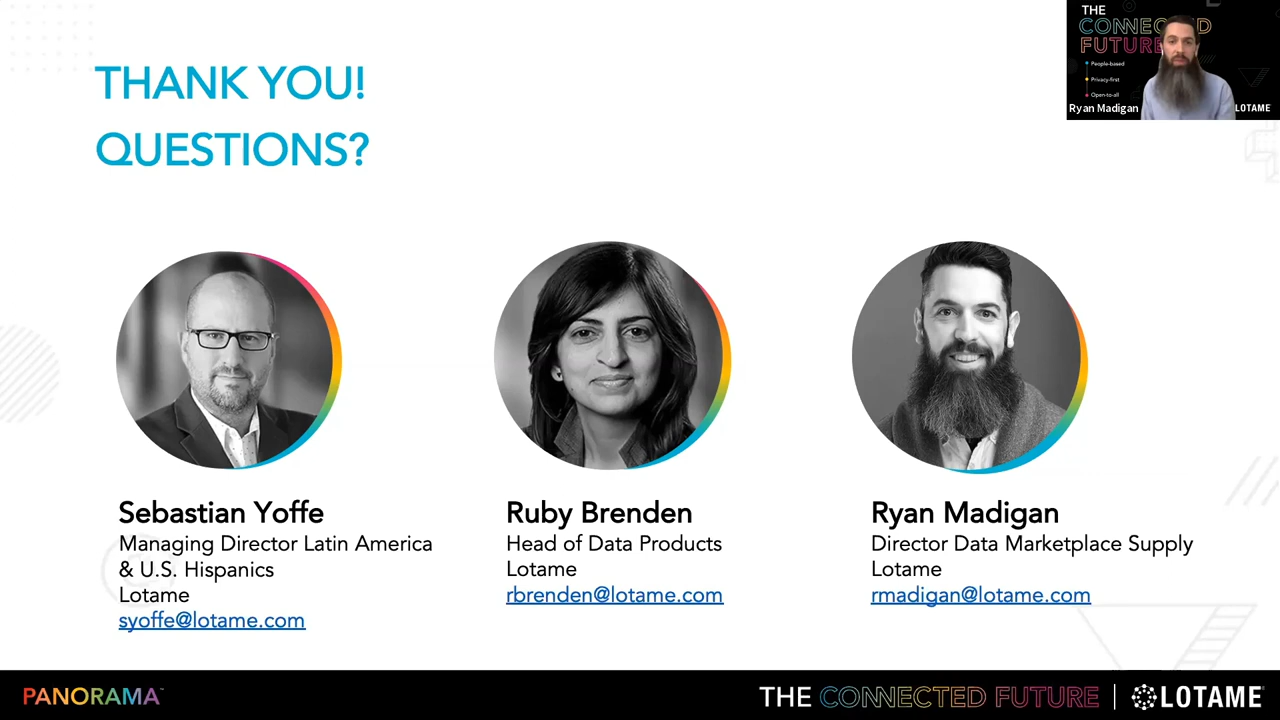 THANK YOU!
QUESTIONS?
THE
CONNECTED
FUTURE
People-based
Privacy-first
Open-to-all
Ryan Madigan
LOTAME
Sebastian Yoffe
Managing Director Latin America
& U.S. Hispanics
Lotame
syoffe@lotame.com
Ruby Brenden
Head of Data Products
Lotame
rbrenden@lotame.com
Ryan Madigan
Director Data Marketplace Supply
Lotame
rmadigan@lotame.com
PANORAMA™
THE CONNECTED FUTURE | LOTAME